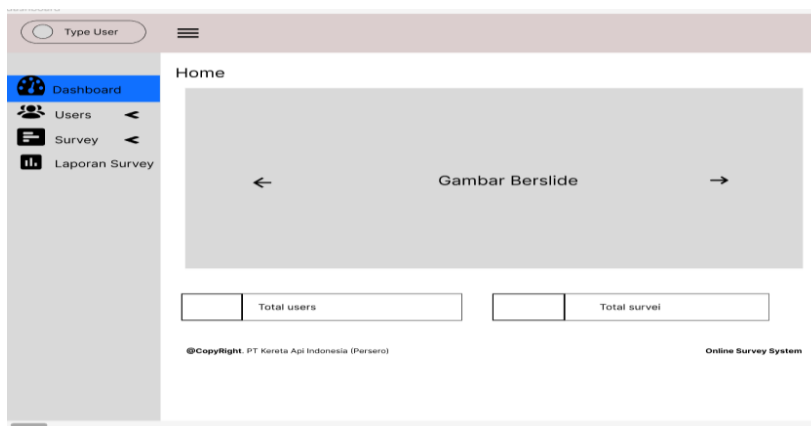 dashboard
Type User
Home
Dashboard
Users
Survey
Laporan Survey
Gambar Berslide
Total users
Total survei
@CopyRight. PT Kereta Api Indonesia (Persero)
Online Survey System